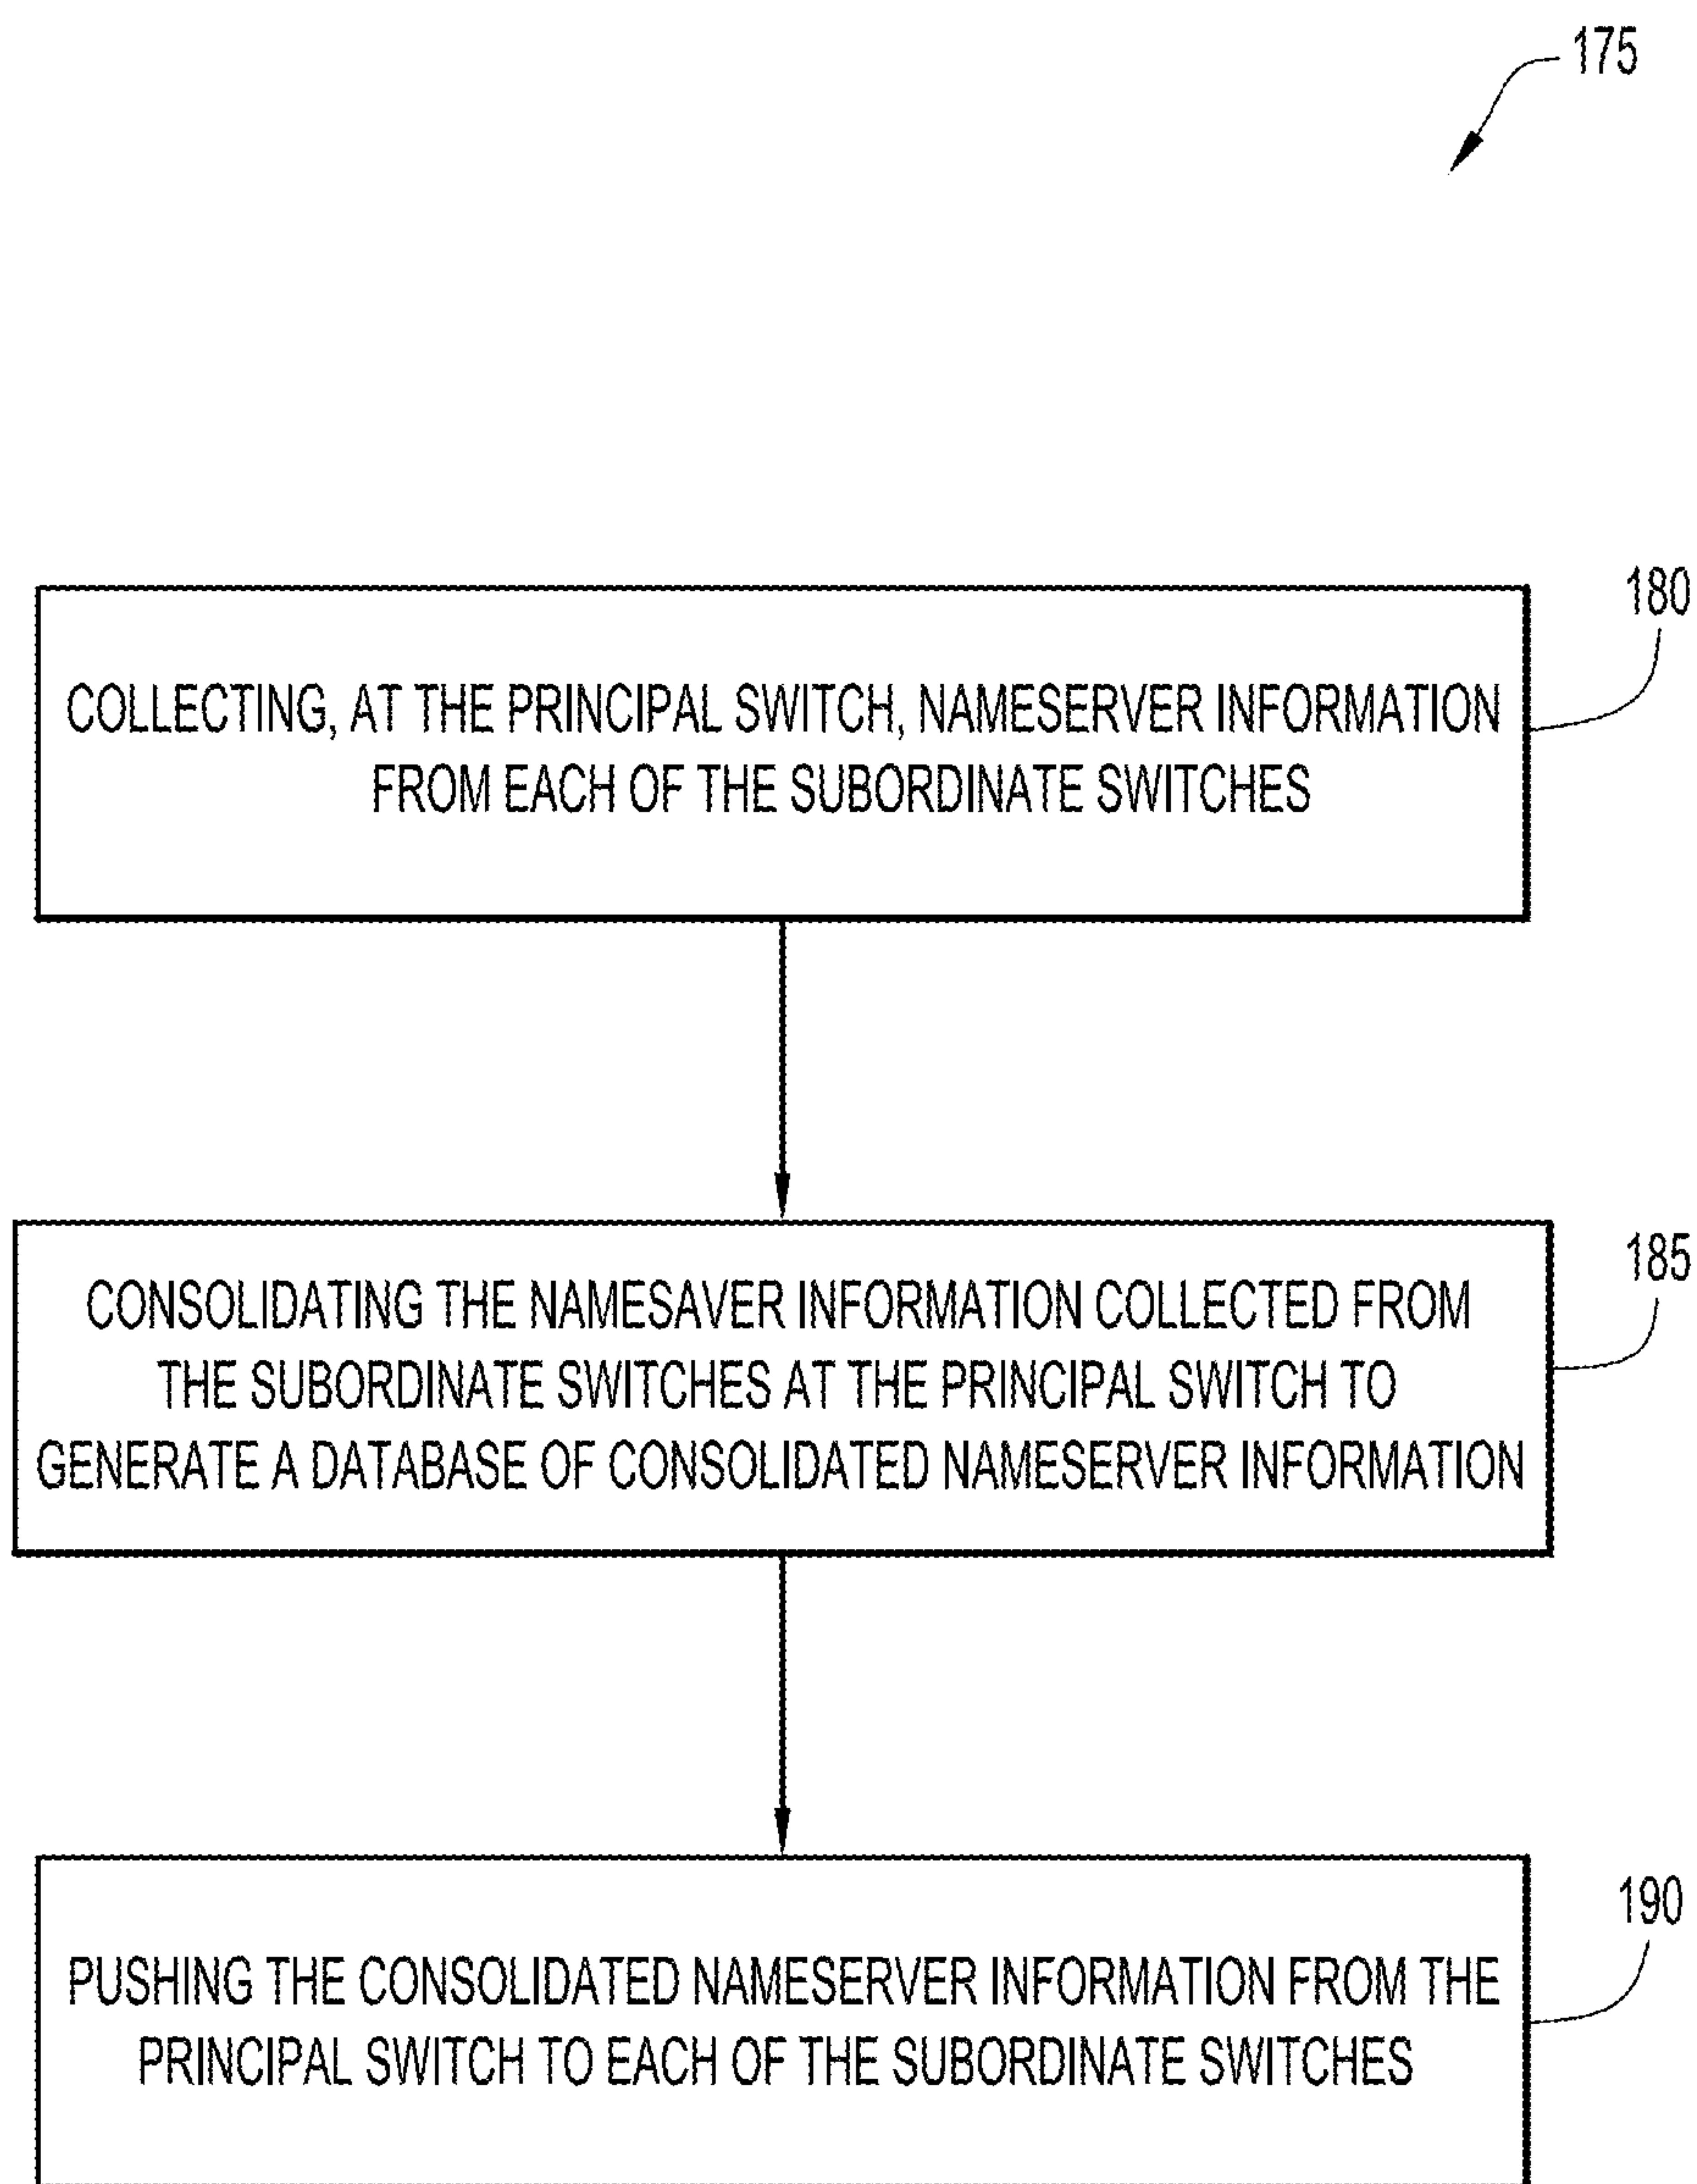 175
180
COLLECTING, AT THE PRINCIPAL SWITCH, NAMESERVER INFORMATION
FROM EACH OF THE SUBORDINATE SWITCHES
185
CONSOLIDATING THE NAMESAVER INFORMATION COLLECTED FROM
THE SUBORDINATE SWITCHES AT THE PRINCIPAL SWITCH TO
GENERATE A DATABASE OF CONSOLIDATED NAMESERVER INFORMATION
190
PUSHING THE CONSOLIDATED NAMESERVER INFORMATION FROM THE
PRINCIPAL SWITCH TO EACH OF THE SUBORDINATE SWITCHES